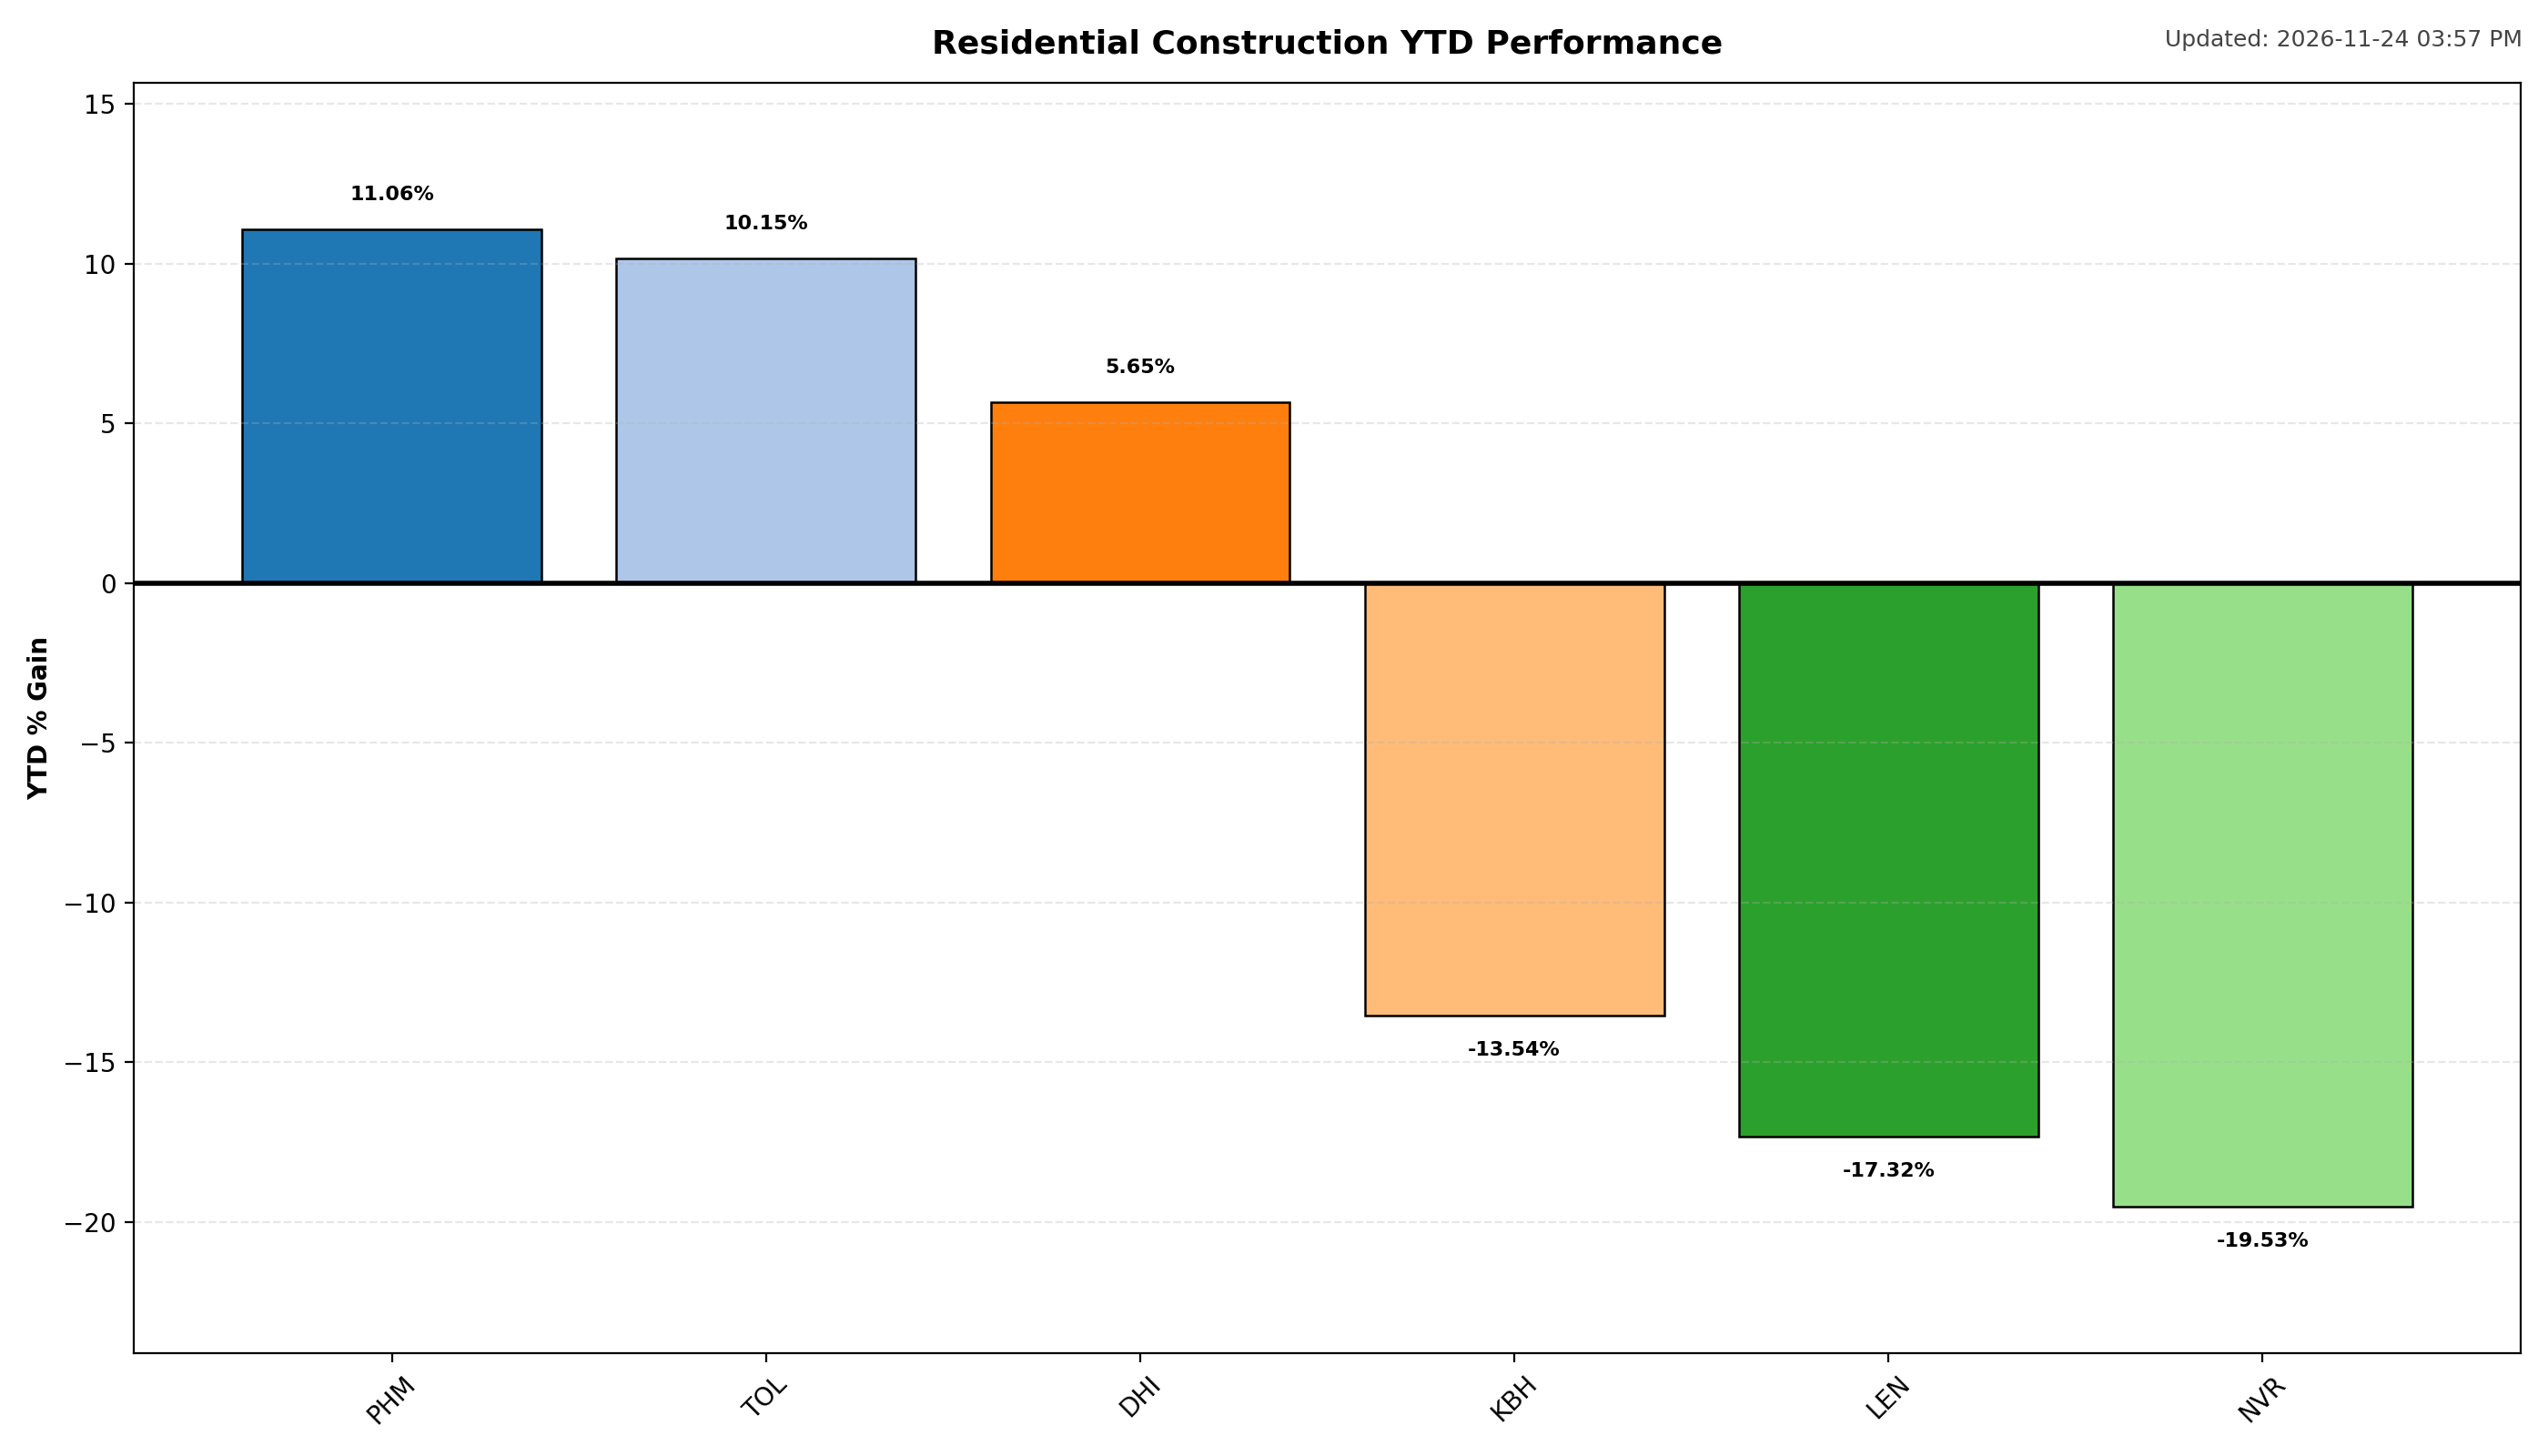 Residential Construction YTD Performance
Updated: 2026-11-24 03:57 PM
YTD % Gain
15
10
5
0
−5
−10
−15
−20
11.06%
10.15%
5.65%
-13.54%
-17.32%
-19.53%
PHM
TOL
DHI
KBH
LEN
NVR